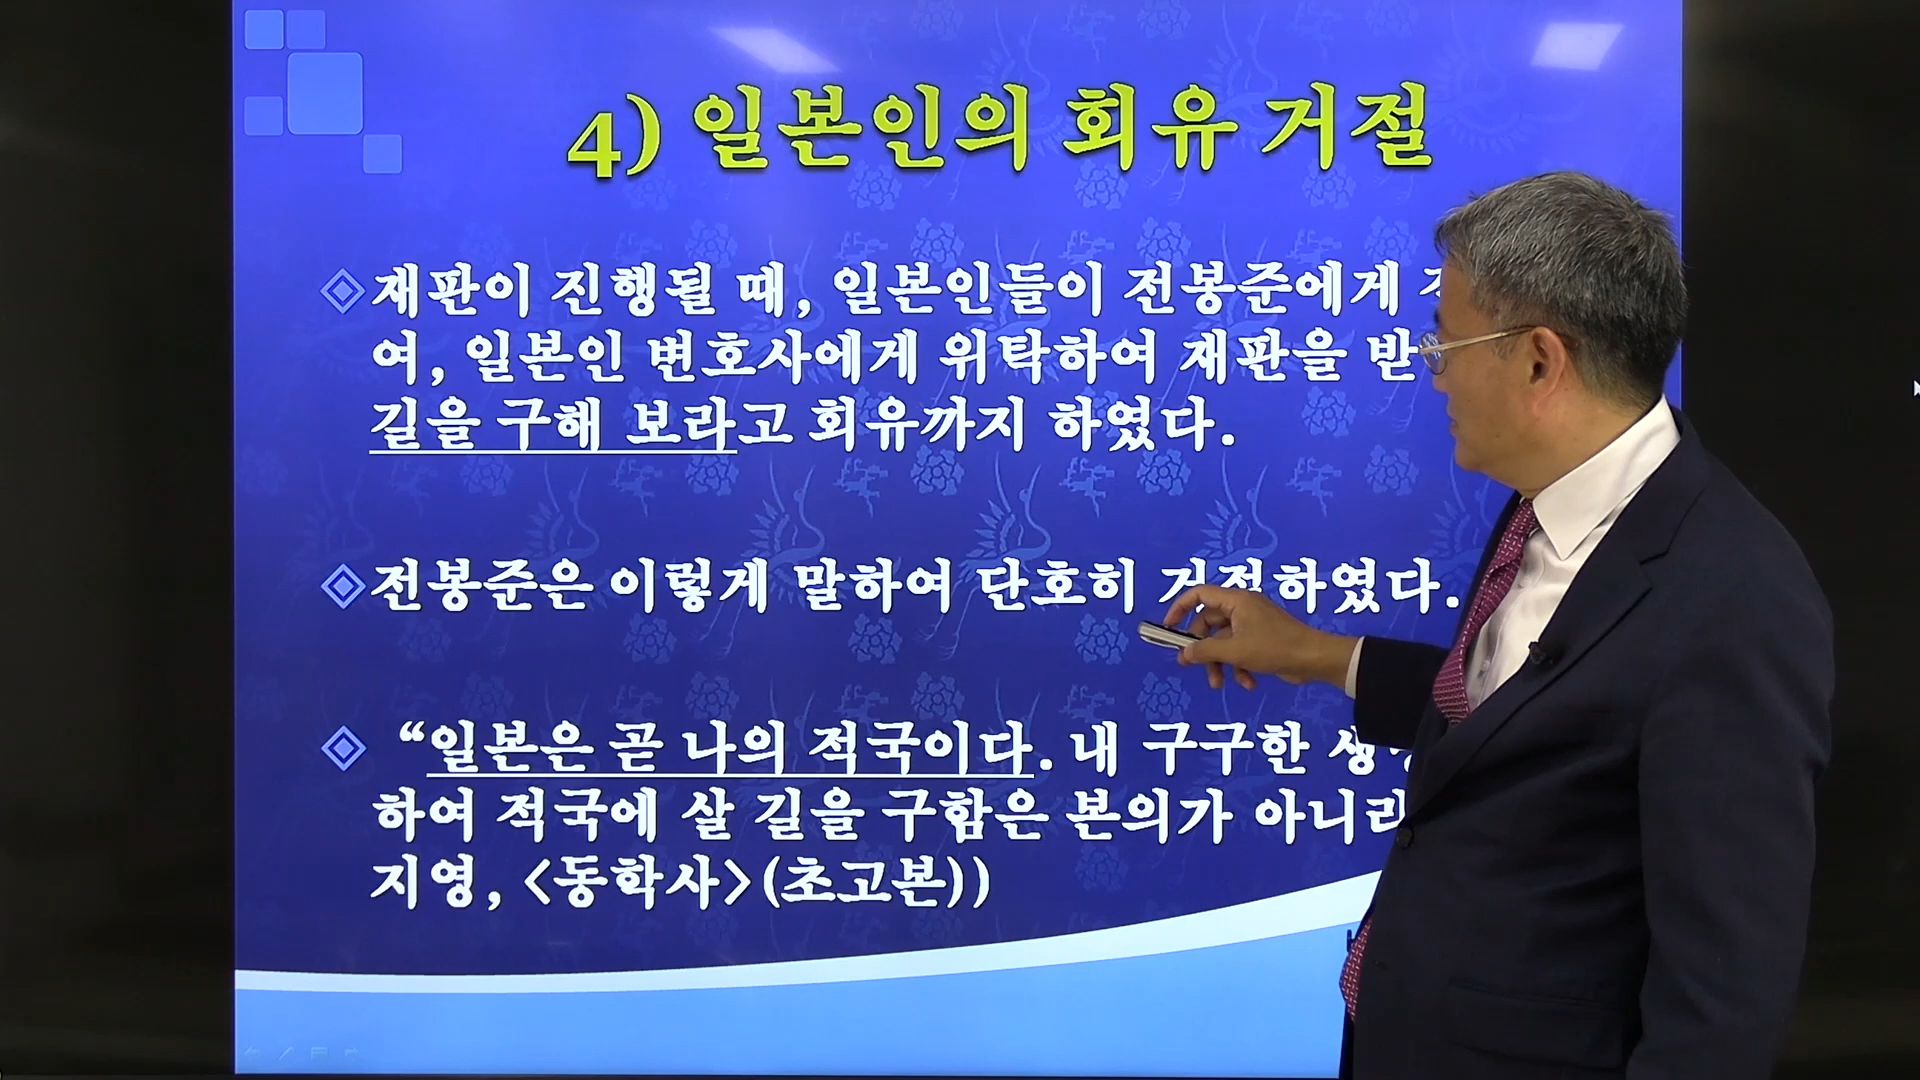 4) 일본인의 회유 거절
재판이 진행될 때, 일본인들이 전봉준에게
여, 일본인 변호사에게 위탁하여 재판을 받
길을 구해 보라고 회유까지 하였다.
전봉준은 이렇게 말하여 단호히 거절하였다.
“일본은 곧 나의 적국이다. 내 구구한
하여 적국에 살 길을 구함은 본의가 아니라
지영, <동학사>(초고본))